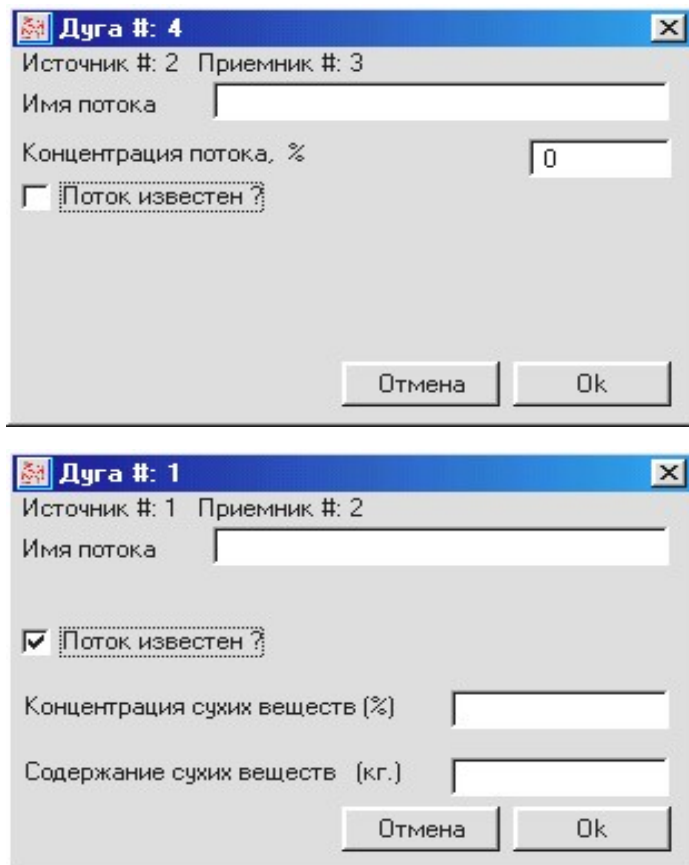 Дуга #: 4
Источник #: 2 Приемник #: 3
Имя потока
Концентрация потока, % 0
Поток известен ?
Отмена Ok
Дуга #: 1
Источник #: 1 Приемник #: 2
Имя потока
Поток известен ?
Концентрация сухих веществ (%)
Содержание сухих веществ (кг.)
Отмена Ok